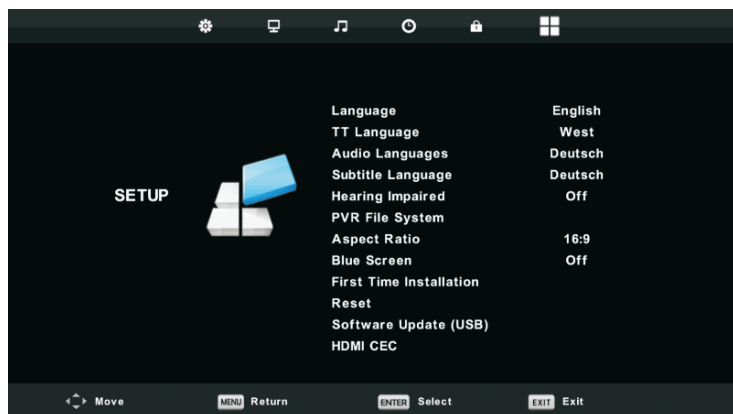 Language English
TT Language West
Audio Languages Deutsch
Subtitle Language Deutsch
SETUP
Hearing Impaired Off
PVR File System
Aspect Ratio 16:9
Blue Screen Off
First Time Installation
Reset
Software Update (USB)
HDMI CEC
Move MENU Return ENTER Select EXIT Exit